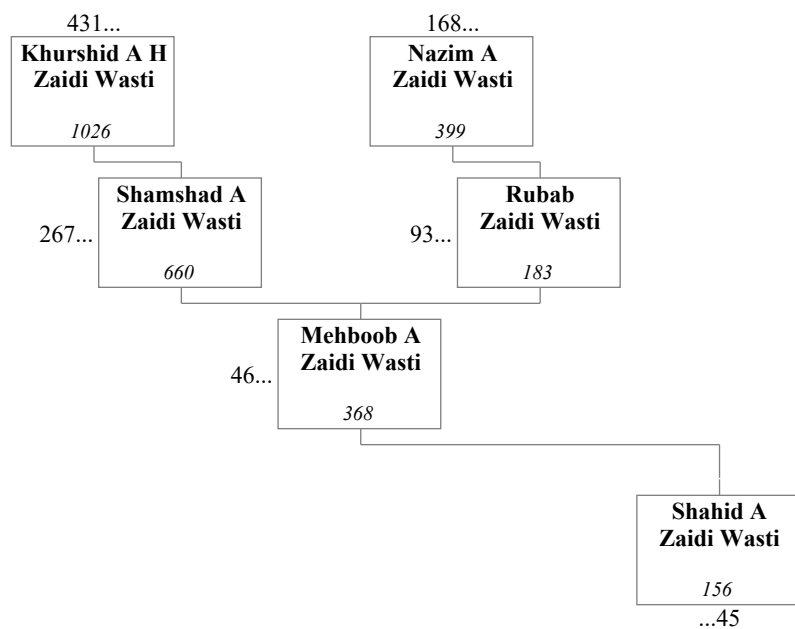 431...
Khurshid A H
Zaidi Wasti
1026
168...
Nazim A
Zaidi Wasti
399
267...
Shamshad A
Zaidi Wasti
660
93...
Rubab
Zaidi Wasti
183
46...
Mehboob A
Zaidi Wasti
368
Shahid A
Zaidi Wasti
156
...45